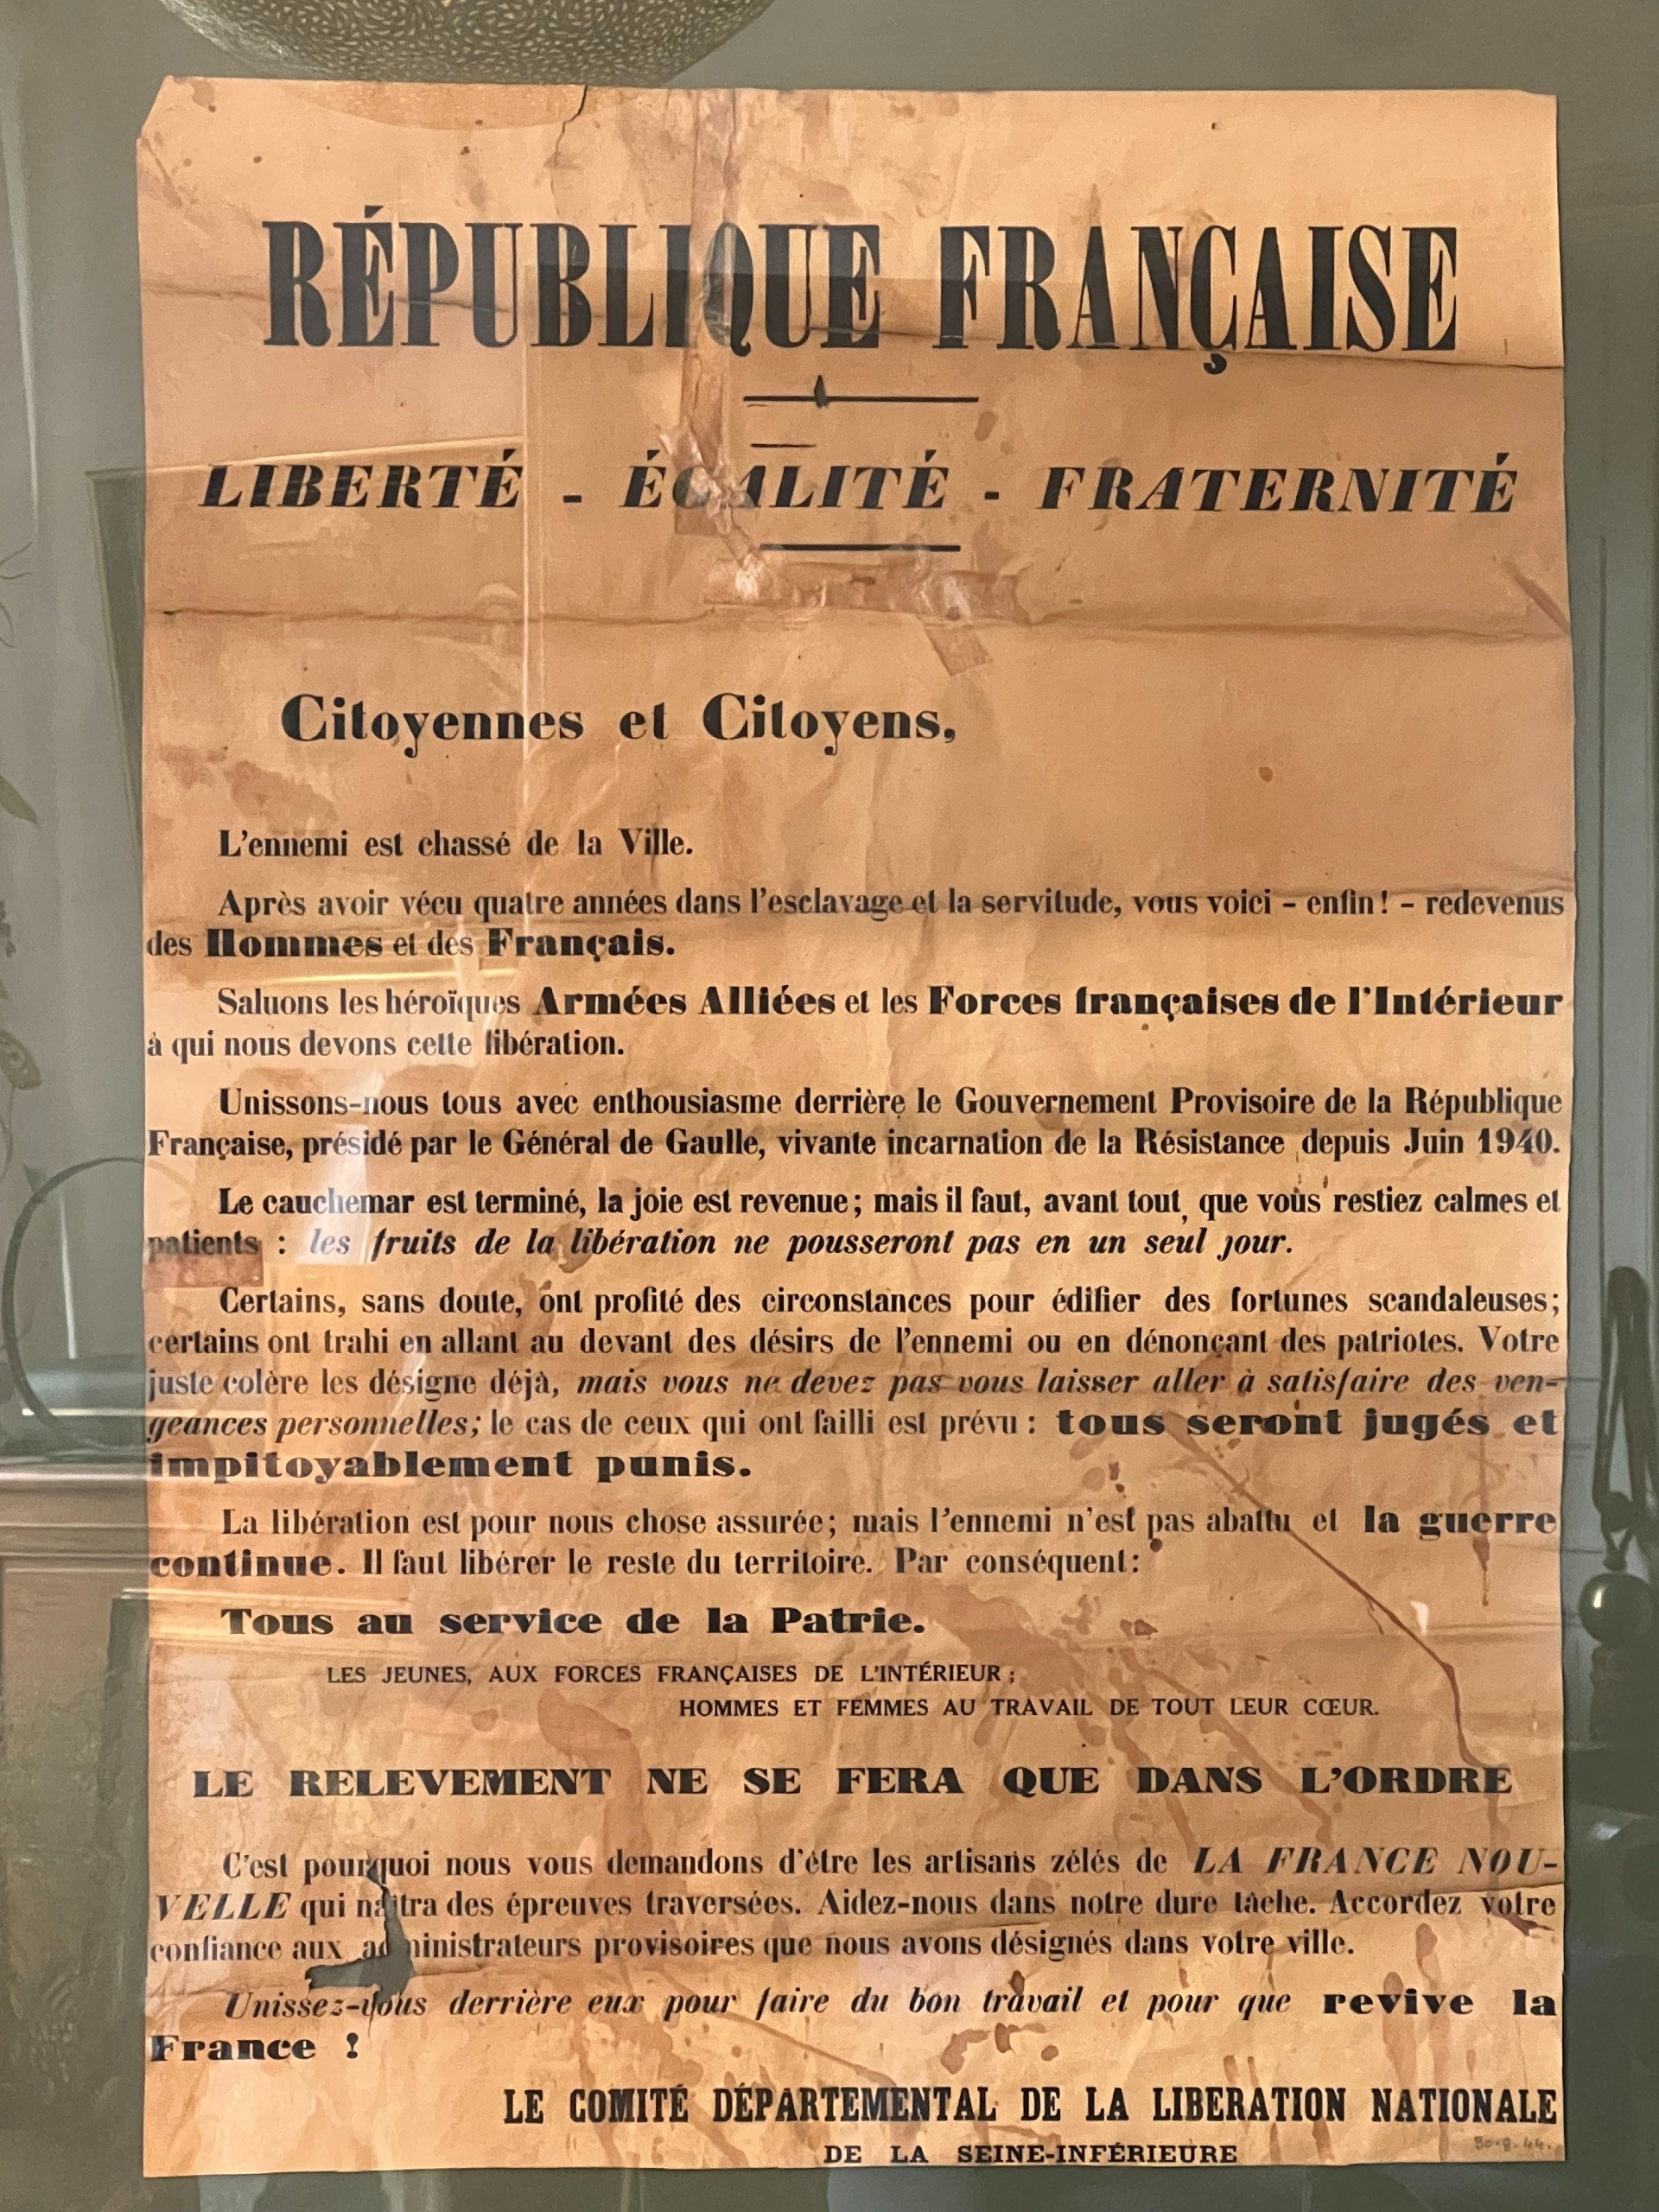 RÉPUBLIQUE FRANÇAISE
LIBERTÉ - ÉGALITÉ - FRATERNITÉ
Citoyennes et Citoyens,
L'ennemi est chassé de la Ville.
Après avoir vécu quatre années dans l'esclavage et la servitude, vous voici - enfin! - redevenus
des Hommes et des Français.
Saluons les héroïques Armées Alliées et les Forces françaises de l'Intérieur
à qui nous devons cette libération.
Unissons-nous tous avec enthousiasme derrière le Gouvernement Provisoire de la République
Française, présidé par le Général de Gaulle, vivante incarnation de la Résistance depuis Juin 1940.
Le cauchemar est terminé, la joie est revenue; mais il faut, avant tout, que vous restiez calmes et
patients : les fruits de la libération ne pousseront pas en un seul jour.
Certains, sans doute, ont profité des circonstances pour édifier des fortunes scandaleuses;
certains ont trahi en allant au devant des désirs de l'ennemi ou en dénonçant des patriotes. Votre
juste colère les désigne déjà, mais vous ne devez pas vous laisser aller à satisfaire des ven-
geances personnelles; le cas de ceux qui ont failli est prévu : tous seront jugés et
impitoyablement punis.
La libération est pour nous chose assurée; mais l'ennemi n'est pas abattu et la guerre
continue. Il faut libérer le reste du territoire. Par conséquent:
Tous au service de la Patrie.
LES JEUNES, AUX FORCES FRANÇAISES DE L'INTÉRIEUR ;
HOMMES ET FEMMES AU TRAVAIL DE TOUT LEUR CŒUR.
LE RELEVEMENT NE SE FERA QUE DANS L'ORDRE
C'est pourquoi nous vous demandons d'être les artisans zélés de LA FRANCE NOU-
VELLE qui naîtra des épreuves traversées. Aidez-nous dans notre dure tâche. Accordez votre
confiance aux administrateurs provisoires que nous avons désignés dans votre ville.
Unissez-vous derrière eux pour faire du bon travail et pour que revive la
France !
LE COMITÉ DÉPARTEMENTAL DE LA LIBERATION NATIONALE
DE LA SEINE-INFÉRIEURE
30-8-44.